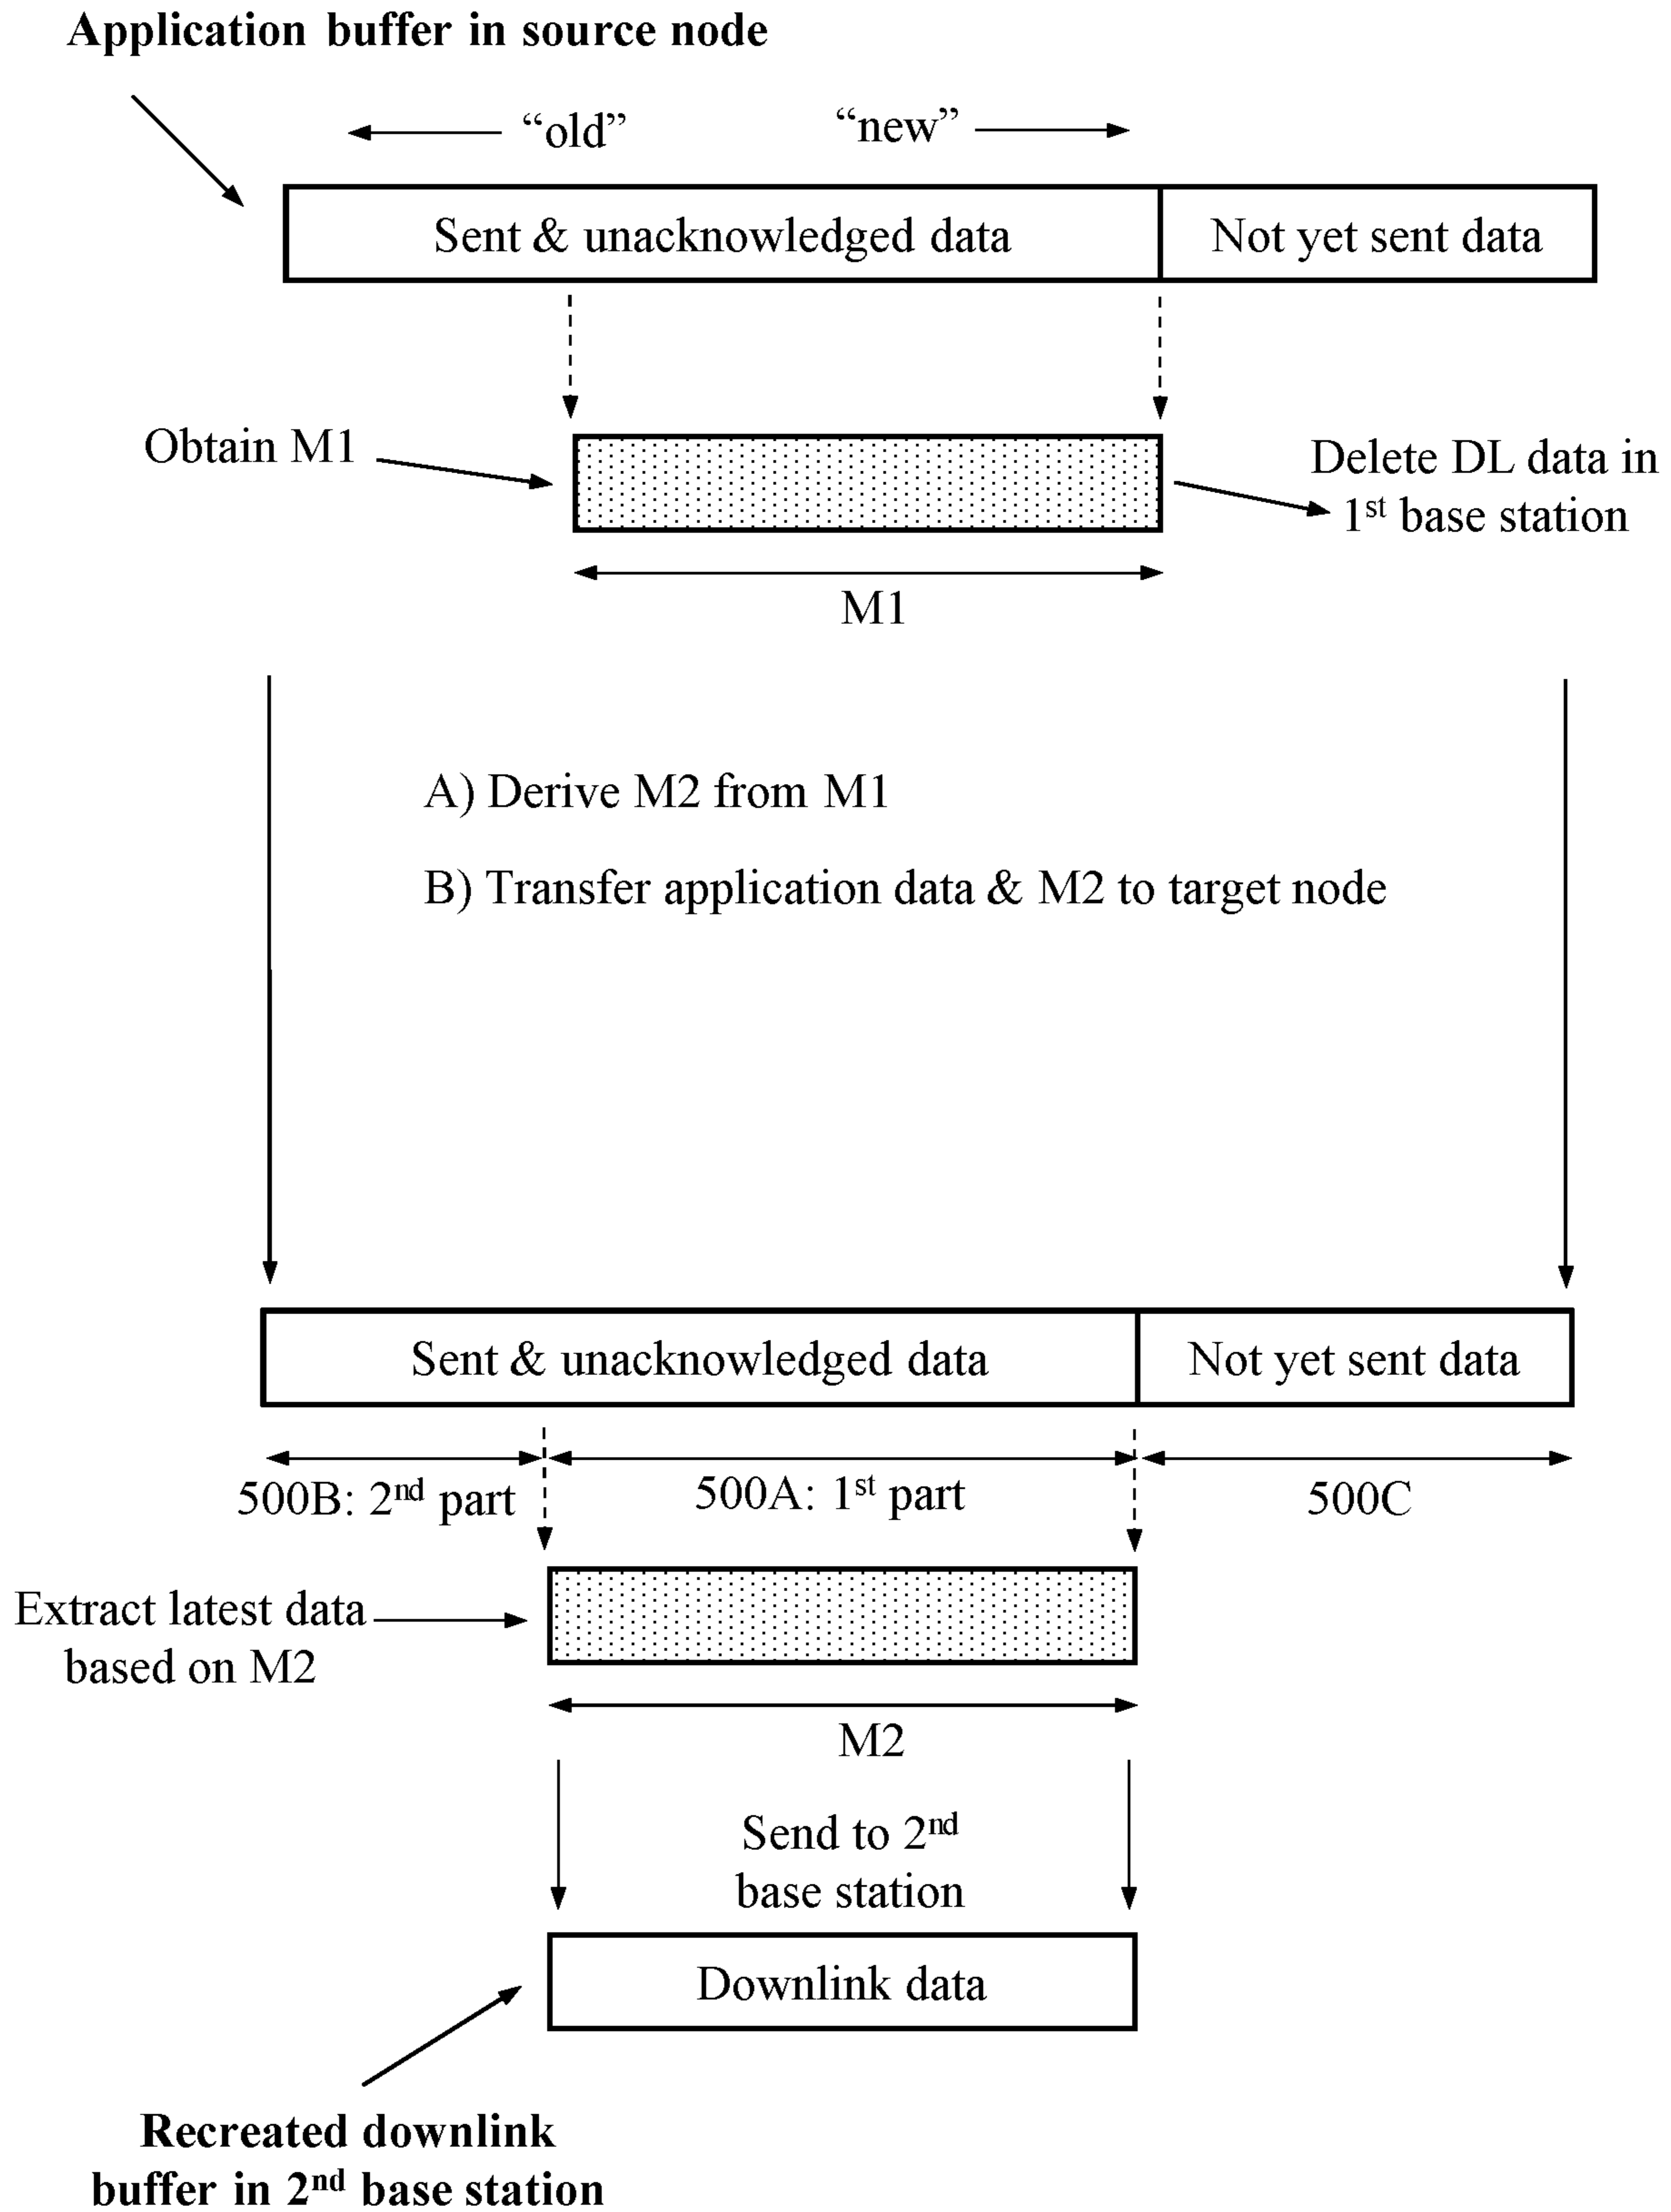 Application buffer in source node
“old” “new”
Sent & unacknowledged data Not yet sent data
Obtain M1
Delete DL data in
1st base station
M1
A) Derive M2 from M1
B) Transfer application data & M2 to target node
Sent & unacknowledged data Not yet sent data
500B: 2nd part 500A: 1st part 500C
Extract latest data
based on M2
M2
Send to 2nd
base station
Downlink data
Recreated downlink
buffer in 2nd base station